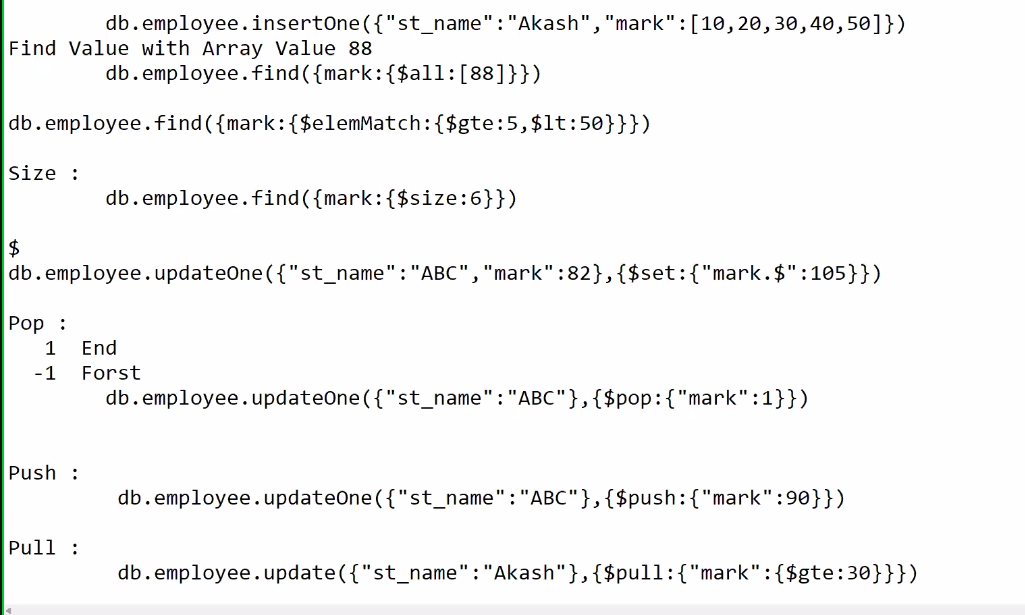 db.employee.insertOne({"st_name":"Akash","mark":[10,20,30,40,50]})
Find Value with Array Value 88
db.employee.find({mark:{$all:[88]}})
db.employee.find({mark:{$elemMatch:{$gte:5,$lt:50}}})
Size :
db.employee.find({mark:{$size:6}})
$
db.employee.updateOne({"st_name":"ABC","mark":82},{$set:{"mark.$":105}})
Pop :
1 End
-1 Forst
db.employee.updateOne({"st_name":"ABC"},{$pop:{"mark":1}})
Push :
db.employee.updateOne({"st_name":"ABC"},{$push:{"mark":90}})
Pull :
db.employee.update({"st_name":"Akash"},{$pull:{"mark":{$gte:30}}})